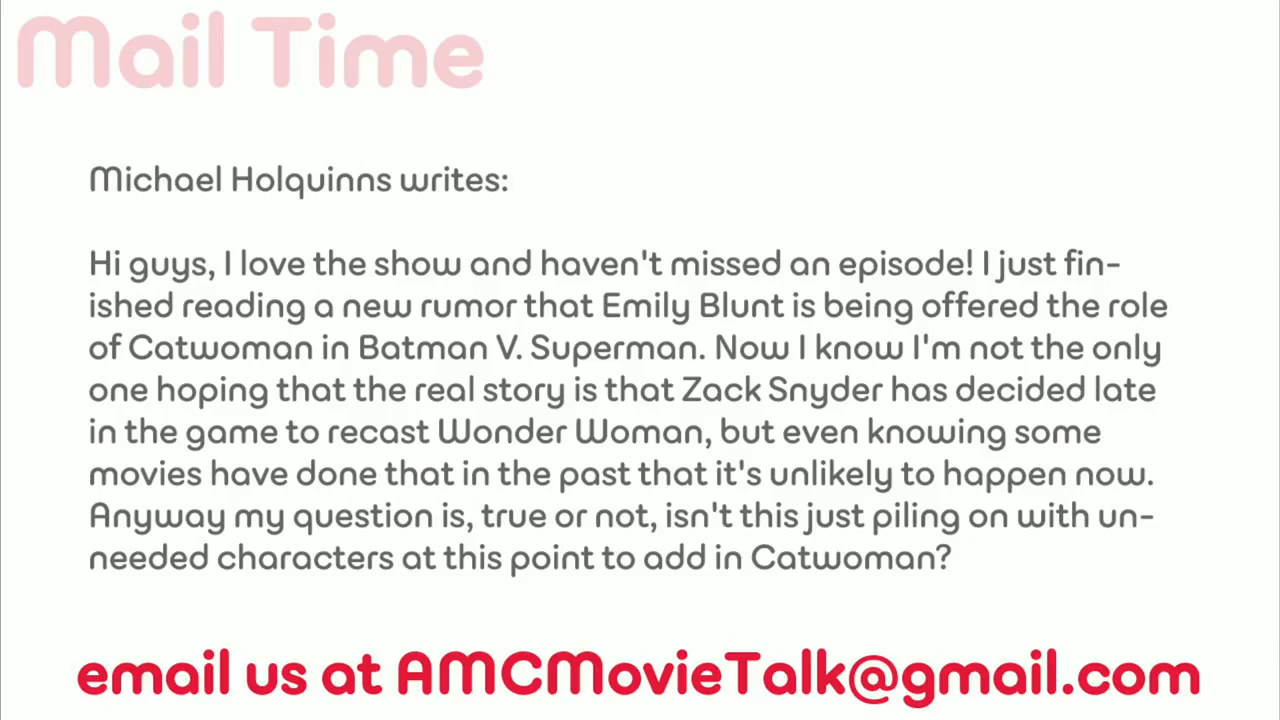 Mail Time
Michael Holquinns writes:
Hi guys, I love the show and haven't missed an episode! I just fin-
ished reading a new rumor that Emily Blunt is being offered the role
of Catwoman in Batman V. Superman. Now I know I'm not the only
one hoping that the real story is that Zack Snyder has decided late
in the game to recast Wonder Woman, but even knowing some
movies have done that in the past that it's unlikely to happen now.
Anyway my question is, true or not, isn't this just piling on with un-
needed characters at this point to add in Catwoman?
email us at AMCMovieTalk@gmail.com